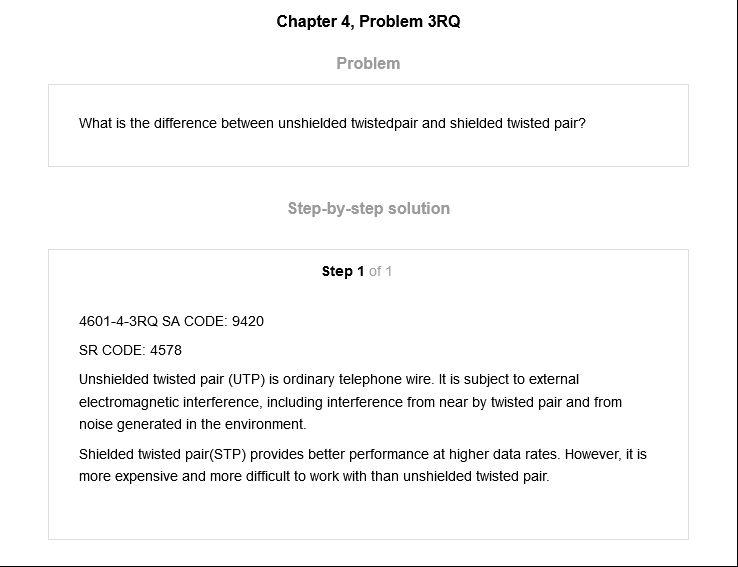 Chapter 4, Problem 3RQ
Problem
What is the difference between unshielded twistedpair and shielded twisted pair?
Step-by-step solution
Step 1 of 1
4601-4-3RQ SA CODE: 9420
SR CODE: 4578
Unshielded twisted pair (UTP) is ordinary telephone wire. It is subject to external
electromagnetic interference, including interference from near by twisted pair and from
noise generated in the environment.
Shielded twisted pair(STP) provides better performance at higher data rates. However, it is
more expensive and more difficult to work with than unshielded twisted pair.